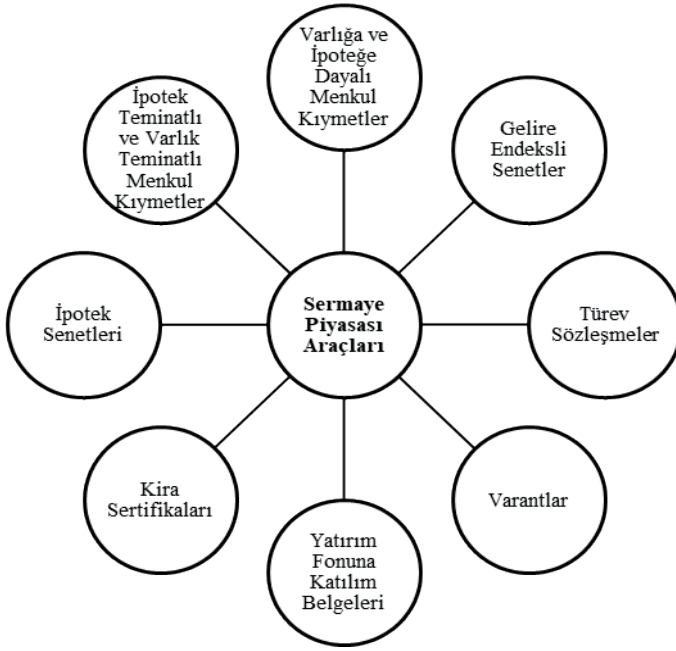 Varlığa ve
İpoteğe
Dayalı
Menkul
Kıymetler
Gelire
Endeksli
Senetler
Türev
Sözleşmeler
Varantlar
Yatırım
Fonuna
Katılım
Belgeleri
Kira
Sertifikaları
İpotek
Senetleri
İpotek
Teminatlı
ve Varlık
Teminatlı
Menkul
Kıymetler
Sermaye
Piyasası
Araçları